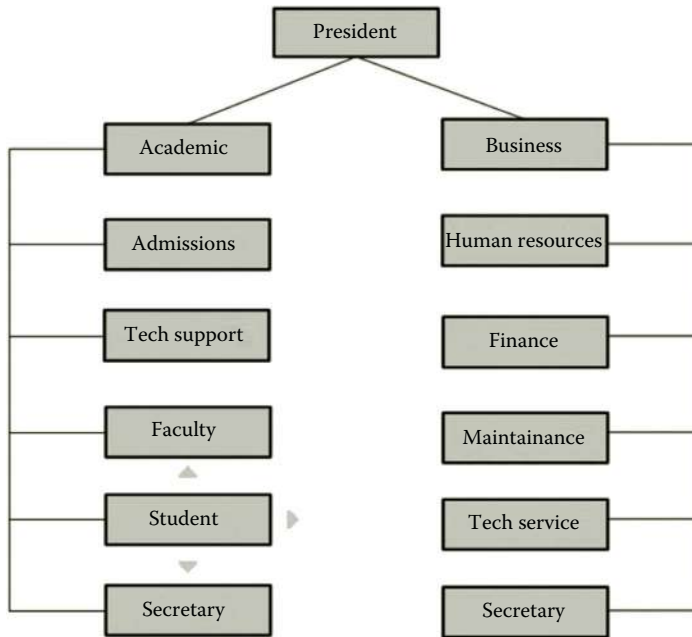 President
Academic
Business
Admissions
Human resources
Tech support
Finance
Faculty
Maintainance
Student
Tech service
Secretary
Secretary